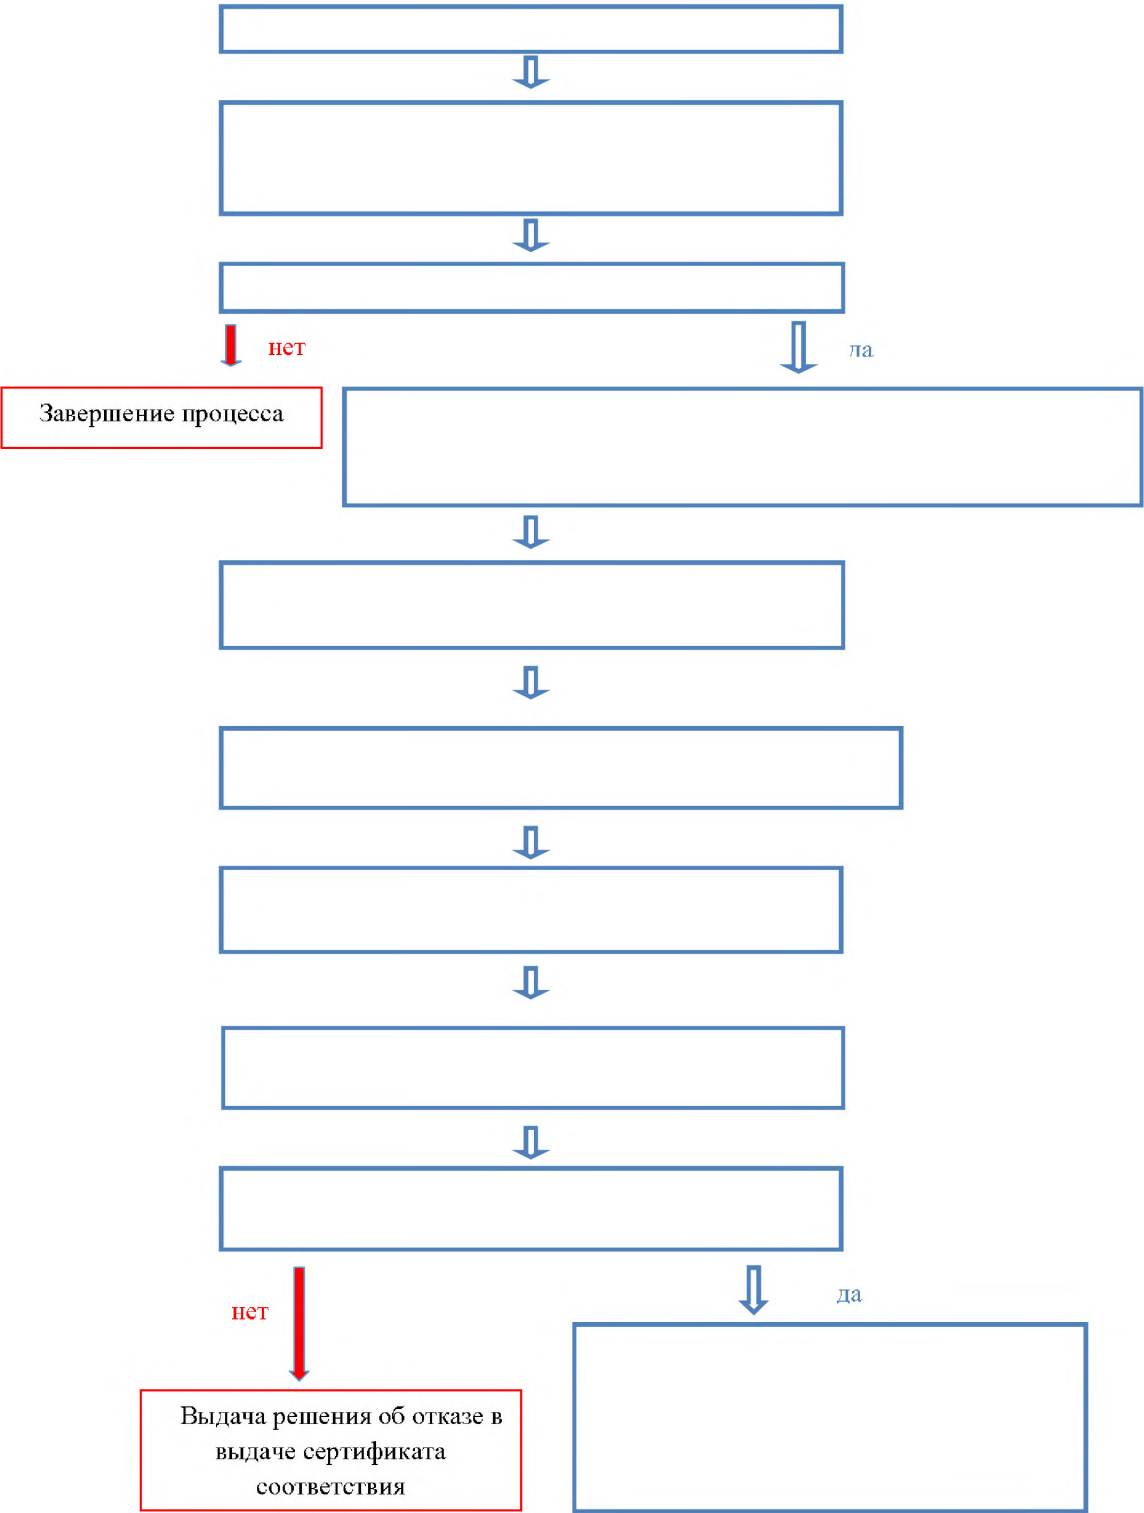 нет
да
Завершение процесса
нет
да
Выдача решения об отказе в
выдаче сертификата
соответствия